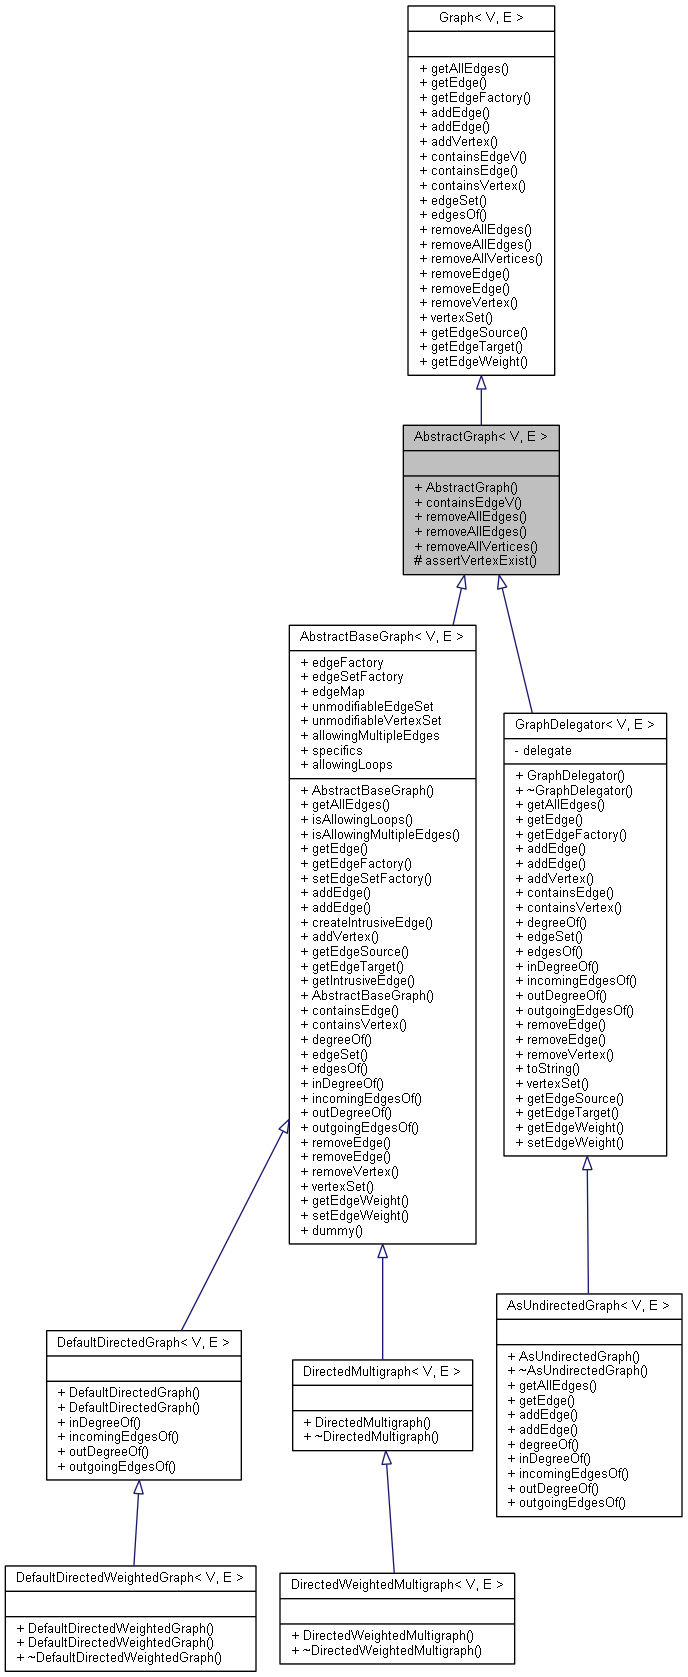 Graph< V, E >
+ getAllEdges()
+ getEdge()
+ getEdgeFactory()
+ addEdge()
+ addEdge()
+ addVertex()
+ containsEdgeV()
+ containsEdge()
+ containsVertex()
+ edgeSet()
+ edgesOf()
+ removeAllEdges()
+ removeAllEdges()
+ removeAllVertices()
+ removeEdge()
+ removeEdge()
+ removeVertex()
+ vertexSet()
+ getEdgeSource()
+ getEdgeTarget()
+ getEdgeWeight()
AbstractGraph< V, E >
+ AbstractGraph()
+ containsEdgeV()
+ removeAllEdges()
+ removeAllEdges()
+ removeAllVertices()
# assertVertexExist()
AbstractBaseGraph< V, E >
+ edgeFactory
+ edgeSetFactory
+ edgeMap
+ unmodifiableEdgeSet
+ unmodifiableVertexSet
+ allowingMultipleEdges
+ specifics
+ allowingLoops
+ AbstractBaseGraph()
+ getAllEdges()
+ isAllowingLoops()
+ isAllowingMultipleEdges()
+ getEdge()
+ getEdgeFactory()
+ setEdgeSetFactory()
+ addEdge()
+ addEdge()
+ createIntrusiveEdge()
+ addVertex()
+ getEdgeSource()
+ getEdgeTarget()
+ getIntrusiveEdge()
+ AbstractBaseGraph()
+ containsEdge()
+ containsVertex()
+ degreeOf()
+ edgeSet()
+ edgesOf()
+ inDegreeOf()
+ incomingEdgesOf()
+ outDegreeOf()
+ outgoingEdgesOf()
+ removeEdge()
+ removeEdge()
+ removeVertex()
+ vertexSet()
+ getEdgeWeight()
+ setEdgeWeight()
+ dummy()
GraphDelegator< V, E >
- delegate
+ GraphDelegator()
+ ~GraphDelegator()
+ getAllEdges()
+ getEdge()
+ getEdgeFactory()
+ addEdge()
+ addEdge()
+ addVertex()
+ containsEdge()
+ containsVertex()
+ degreeOf()
+ edgeSet()
+ edgesOf()
+ inDegreeOf()
+ incomingEdgesOf()
+ outDegreeOf()
+ outgoingEdgesOf()
+ removeEdge()
+ removeEdge()
+ removeVertex()
+ toString()
+ vertexSet()
+ getEdgeSource()
+ getEdgeTarget()
+ getEdgeWeight()
+ setEdgeWeight()
DefaultDirectedGraph< V, E >
+ DefaultDirectedGraph()
+ DefaultDirectedGraph()
+ inDegreeOf()
+ incomingEdgesOf()
+ outDegreeOf()
+ outgoingEdgesOf()
DirectedMultigraph< V, E >
+ DirectedMultigraph()
+ ~DirectedMultigraph()
AsUndirectedGraph< V, E >
+ AsUndirectedGraph()
+ ~AsUndirectedGraph()
+ getAllEdges()
+ getEdge()
+ addEdge()
+ addEdge()
+ degreeOf()
+ inDegreeOf()
+ incomingEdgesOf()
+ outDegreeOf()
+ outgoingEdgesOf()
DefaultDirectedWeightedGraph< V, E >
+ DefaultDirectedWeightedGraph()
+ DefaultDirectedWeightedGraph()
+ ~DefaultDirectedWeightedGraph()
DirectedWeightedMultigraph< V, E >
+ DirectedWeightedMultigraph()
+ ~DirectedWeightedMultigraph()